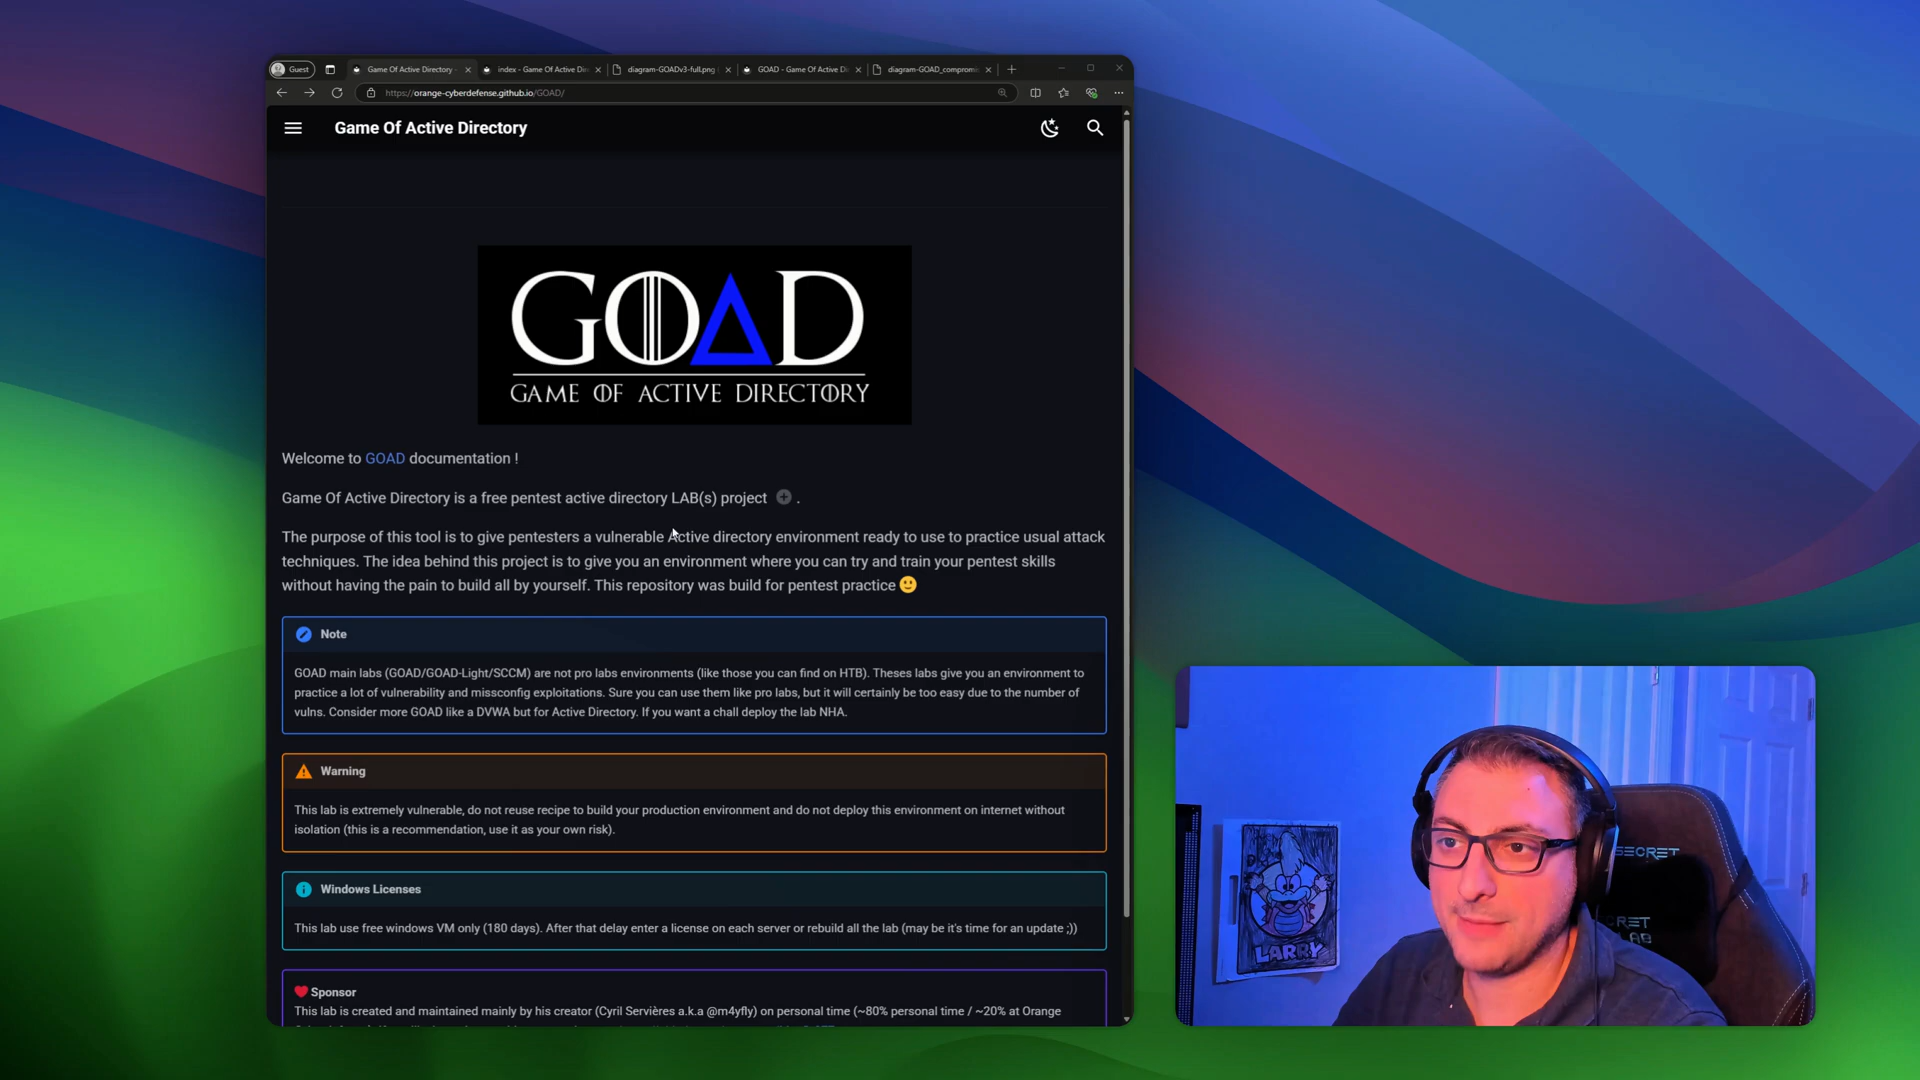 Guest
Game Of Active Directory -
index - Game Of Active Dir
diagram-GOADv3-full.png
GOAD - Game Of Active Di
diagram-GOAD_compromis
https://orange-cyberdefense.github.io/GOAD/
Game Of Active Directory
GOAD
GAME OF ACTIVE DIRECTORY
Welcome to GOAD documentation !
Game Of Active Directory is a free pentest active directory LAB(s) project .
The purpose of this tool is to give pentesters a vulnerable Active directory environment ready to use to practice usual attack
techniques. The idea behind this project is to give you an environment where you can try and train your pentest skills
without having the pain to build all by yourself. This repository was build for pentest practice 🙂
Note
GOAD main labs (GOAD/GOAD-Light/SCCM) are not pro labs environments (like those you can find on HTB). Theses labs give you an environment to
practice a lot of vulnerability and missconfig exploitations. Sure you can use them like pro labs, but it will certainly be too easy due to the number of
vulns. Consider more GOAD like a DVWA but for Active Directory. If you want a chall deploy the lab NHA.
Warning
This lab is extremely vulnerable, do not reuse recipe to build your production environment and do not deploy this environment on internet without
isolation (this is a recommendation, use it as your own risk).
Windows Licenses
This lab use free windows VM only (180 days). After that delay enter a license on each server or rebuild all the lab (may be it's time for an update ;))
Sponsor
This lab is created and maintained mainly by his creator (Cyril Servières a.k.a @m4yfly) on personal time (~80% personal time / ~20% at Orange
LARRY
SECRET
CRET
LAB